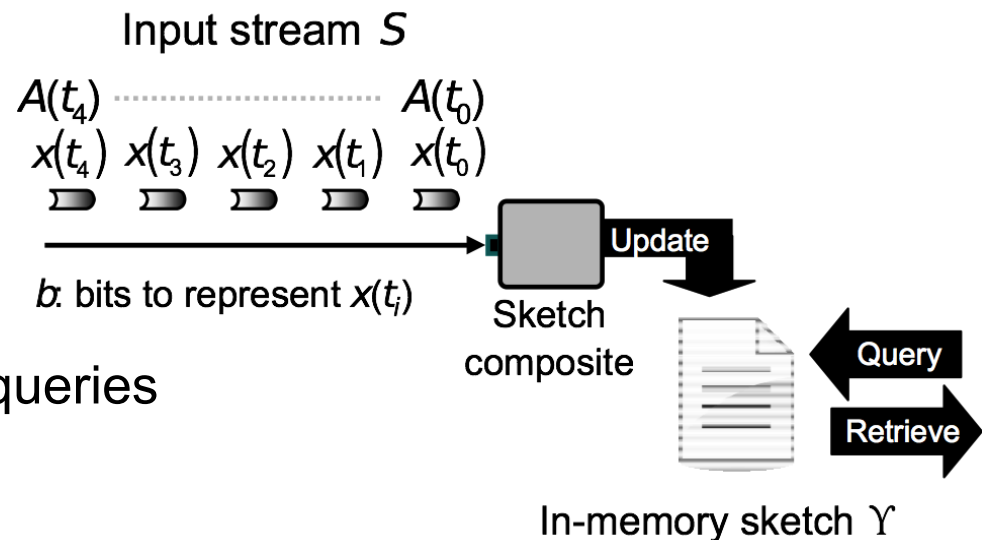 Input stream S
A(t₄) A(t₀)
x(t₄) x(t₃) x(t₂) x(t₁) x(t₀)
Update
b: bits to represent x(tᵢ)
Sketch
composite
Query
queries
Retrieve
In-memory sketch ϒ